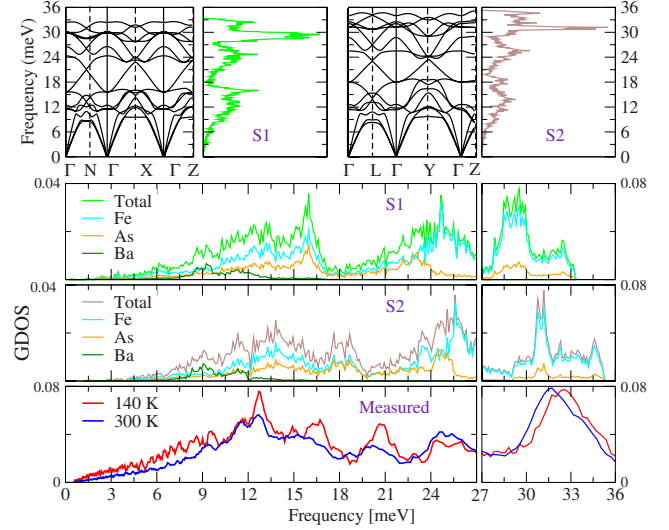 36
30
24
18
12
6
0
Frequency (meV)
Γ N Γ X Γ Z
S1
Γ L Γ Y Γ Z
S2
36
30
24
18
12
6
0
0.04
Total
Fe
As
Ba
S1
0.08
0.04
Total
Fe
As
Ba
S2
0.08
GDOS
0.08
140 K
300 K
Measured
0.08
0
0 3 6 9 12 15 18 21 24 27 30 33 36
Frequency [meV]